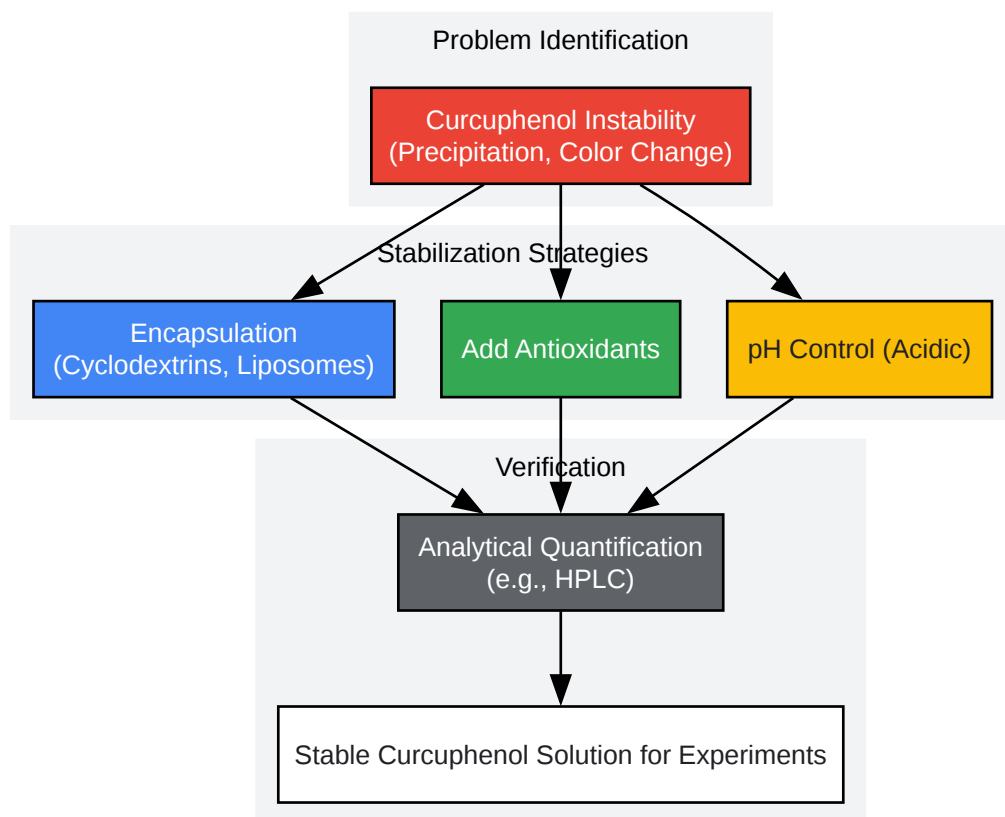 Problem Identification
Curcuphenol Instability
(Precipitation, Color Change)
Stabilization Strategies
Encapsulation
(Cyclodextrins, Liposomes)
Add Antioxidants
pH Control (Acidic)
Verification
Analytical Quantification
(e.g., HPLC)
Stable Curcuphenol Solution for Experiments